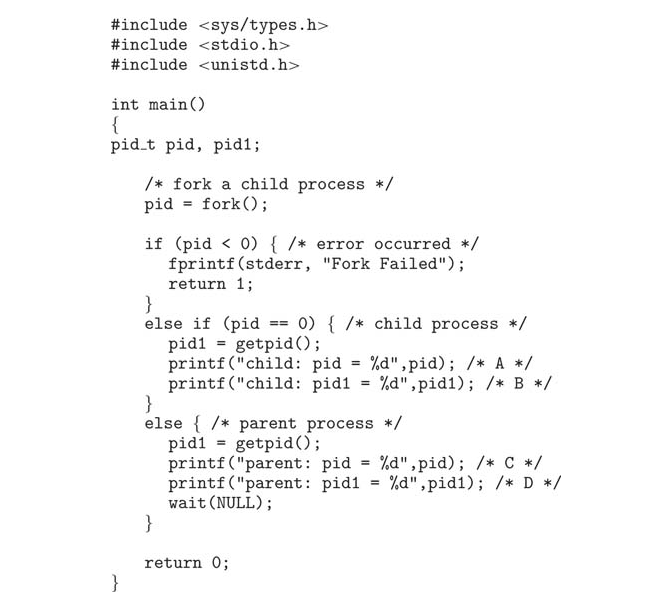 #include <sys/types.h>
#include <stdio.h>
#include <unistd.h>
int main()
{
pid_t pid, pid1;
/* fork a child process */
pid = fork();
if (pid < 0) { /* error occurred */
fprintf(stderr, "Fork Failed");
return 1;
}
else if (pid == 0) { /* child process */
pid1 = getpid();
printf("child: pid = %d",pid); /* A */
printf("child: pid1 = %d",pid1); /* B */
}
else { /* parent process */
pid1 = getpid();
printf("parent: pid = %d",pid); /* C */
printf("parent: pid1 = %d",pid1); /* D */
wait(NULL);
}
return 0;
}